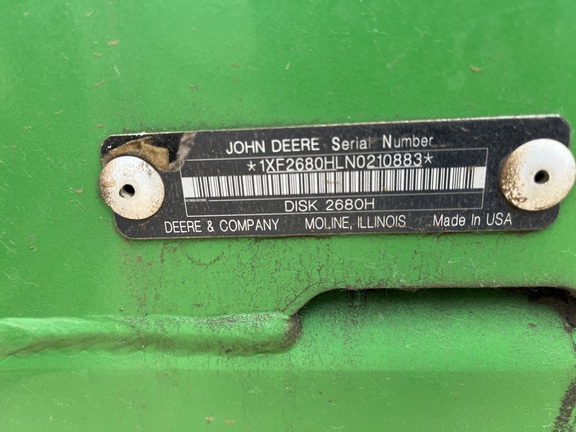 JOHN DEERE Serial Number
*1XF2680HLN0210883*
DISK 2680H
DEERE & COMPANY MOLINE, ILLINOIS Made In USA